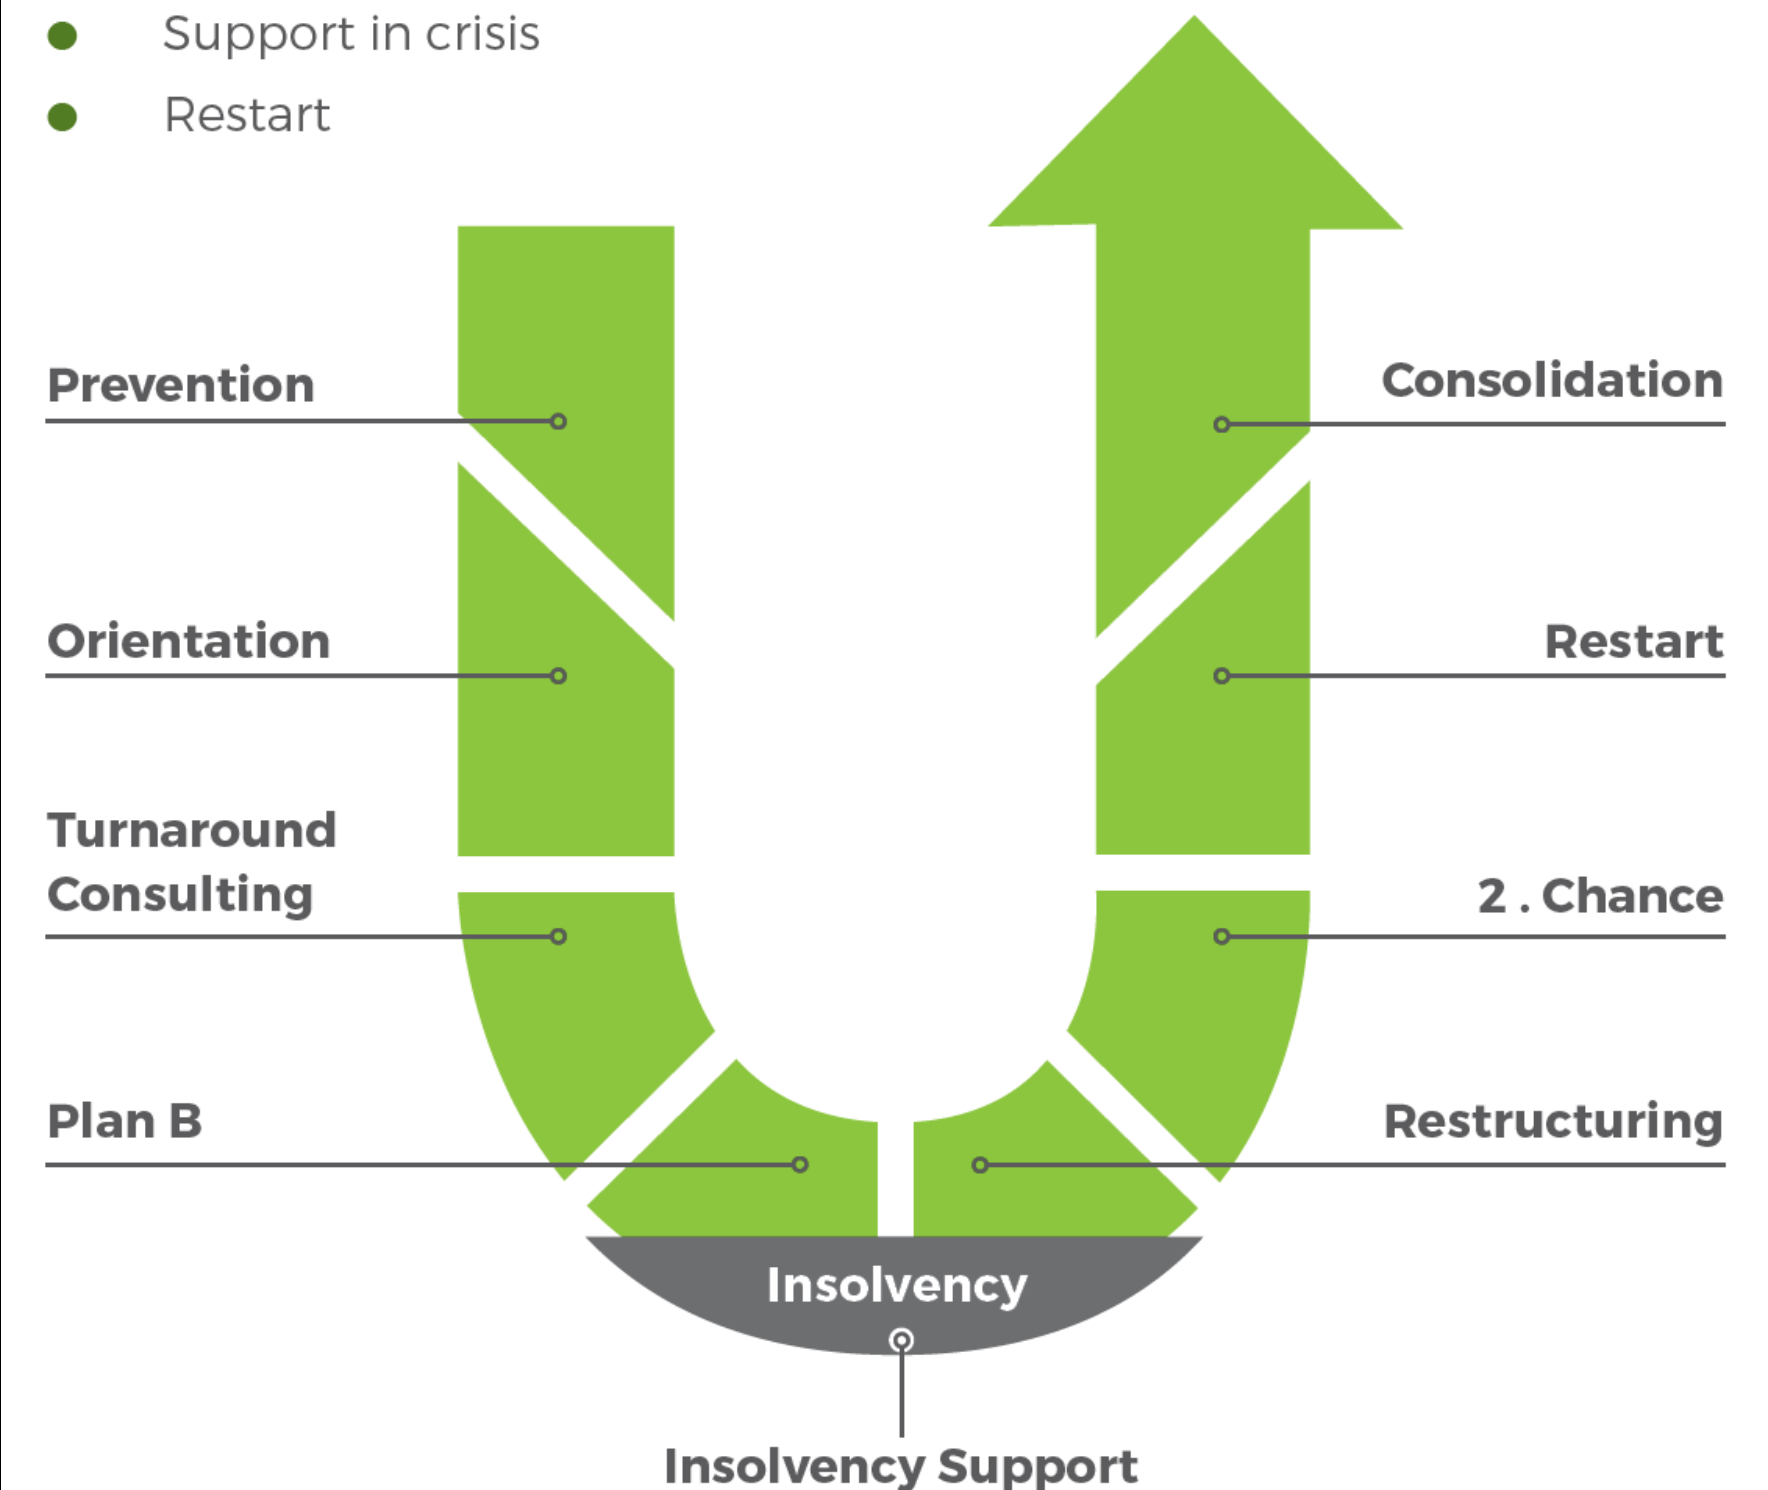 Support in crisis
Restart
Prevention
Orientation
Turnaround
Consulting
Plan B
Consolidation
Restart
2 . Chance
Restructuring
Insolvency
Insolvency Support